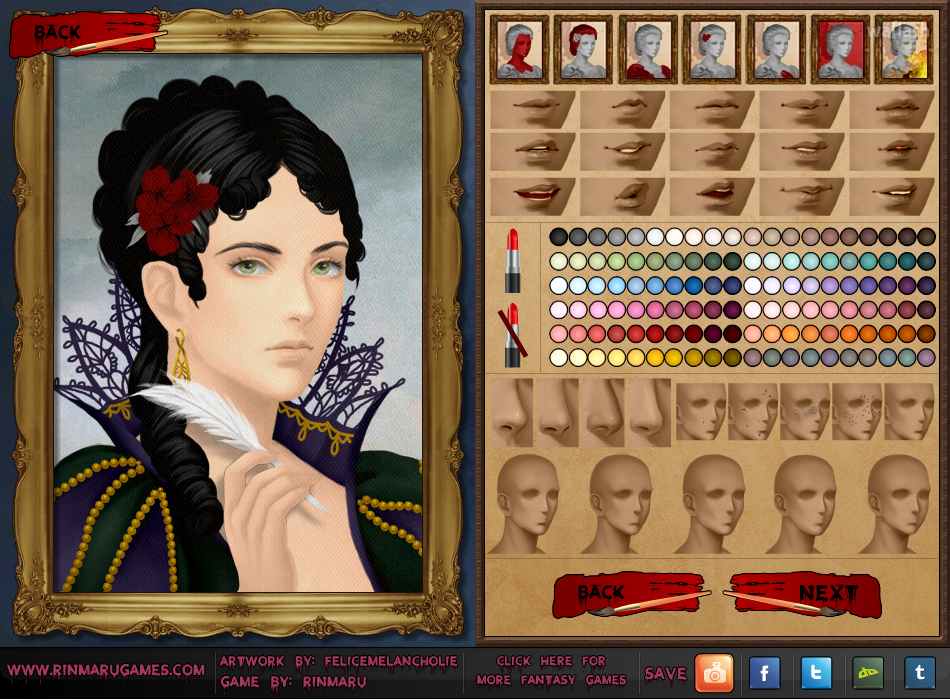 BACK
BACK
NEXT
WWW.RINMARUGAMES.COM
ARTWORK BY: FELICEMELANCHOLIE
GAME BY: RINMARU
CLICK HERE FOR
MORE FANTASY GAMES
SAVE